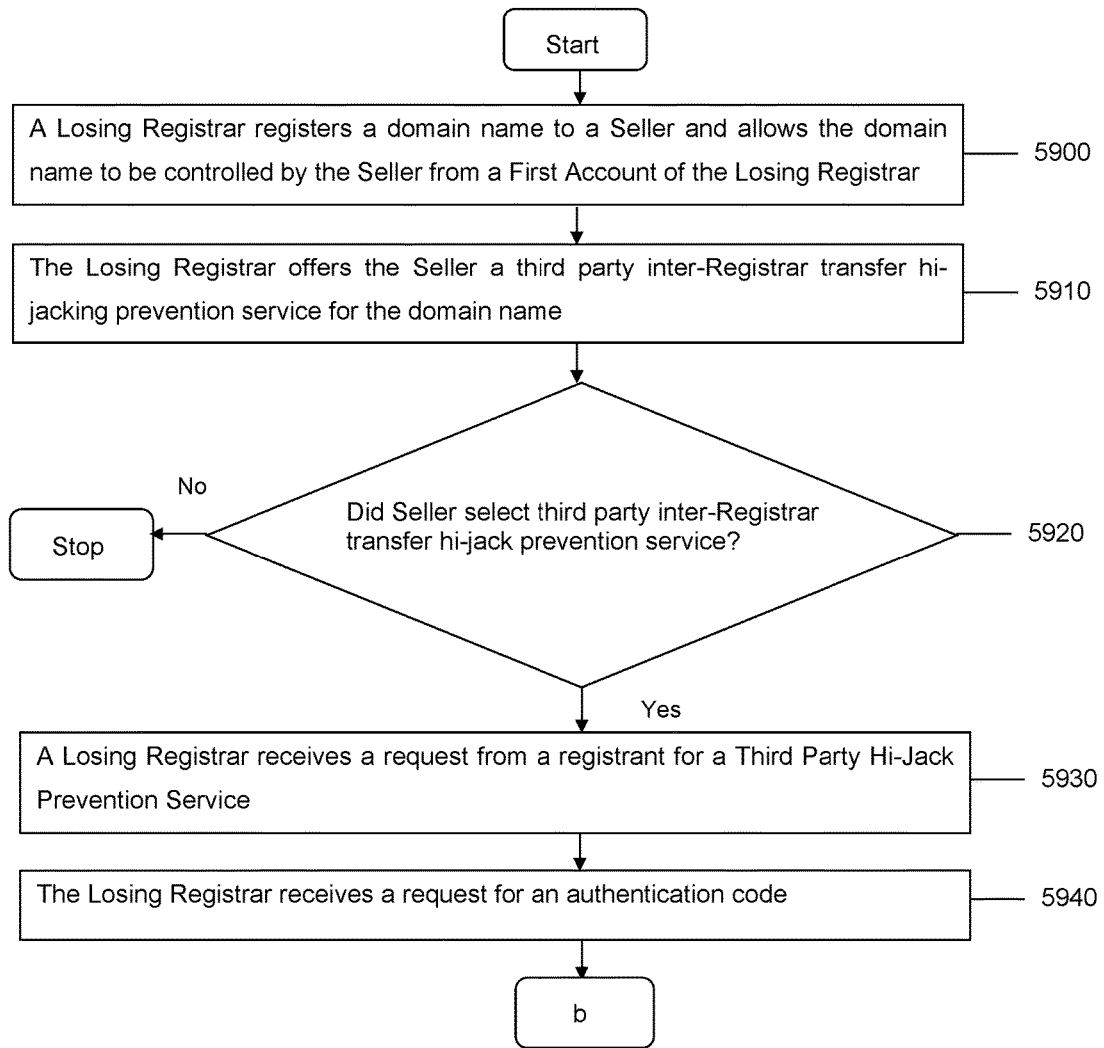 Start
A Losing Registrar registers a domain name to a Seller and allows the domain
name to be controlled by the Seller from a First Account of the Losing Registrar
5900
The Losing Registrar offers the Seller a third party inter-Registrar transfer hi-
jacking prevention service for the domain name
5910
No
Did Seller select third party inter-Registrar
transfer hi-jack prevention service?
5920
Stop
Yes
A Losing Registrar receives a request from a registrant for a Third Party Hi-Jack
Prevention Service
5930
The Losing Registrar receives a request for an authentication code
5940
b